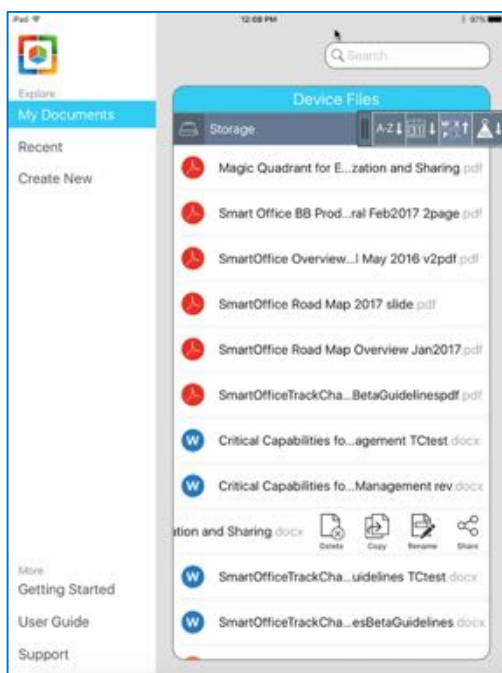 iPad 12:09 PM 97%
Search
Explore
My Documents
Recent
Create New
Device Files
Storage A-Z
Magic Quadrant for E...zation and Sharing.pdf
Smart Office BB Prod...ral Feb2017 2page.pdf
SmartOffice Overview...l May 2016 v2pdf.pdf
SmartOffice Road Map 2017 slide.pdf
SmartOffice Road Map Overview Jan2017.pdf
SmartOfficeTrackCha...BetaGuidelinespdf.pdf
W Critical Capabilities fo...agement TCtest.docx
W Critical Capabilities fo...Management rev.docx
ation and Sharing.docx Delete Copy Rename Share
W SmartOfficeTrackCha...uidelines TCtest.docx
W SmartOfficeTrackCha...esBetaGuidelines.docx
More
Getting Started
User Guide
Support